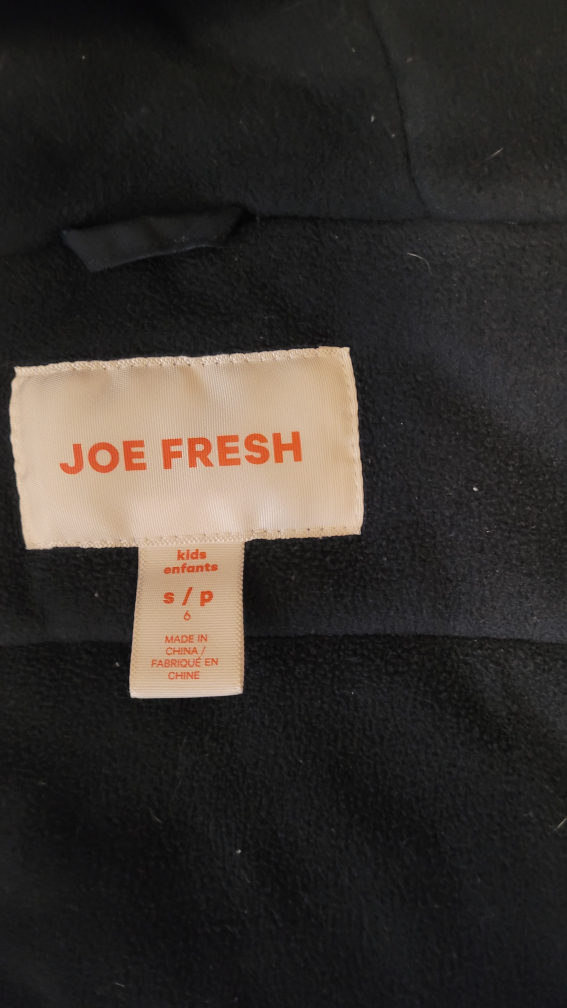 JOE FRESH
kids
enfants
s / p
6
MADE IN
CHINA /
FABRIQUÉ EN
CHINE